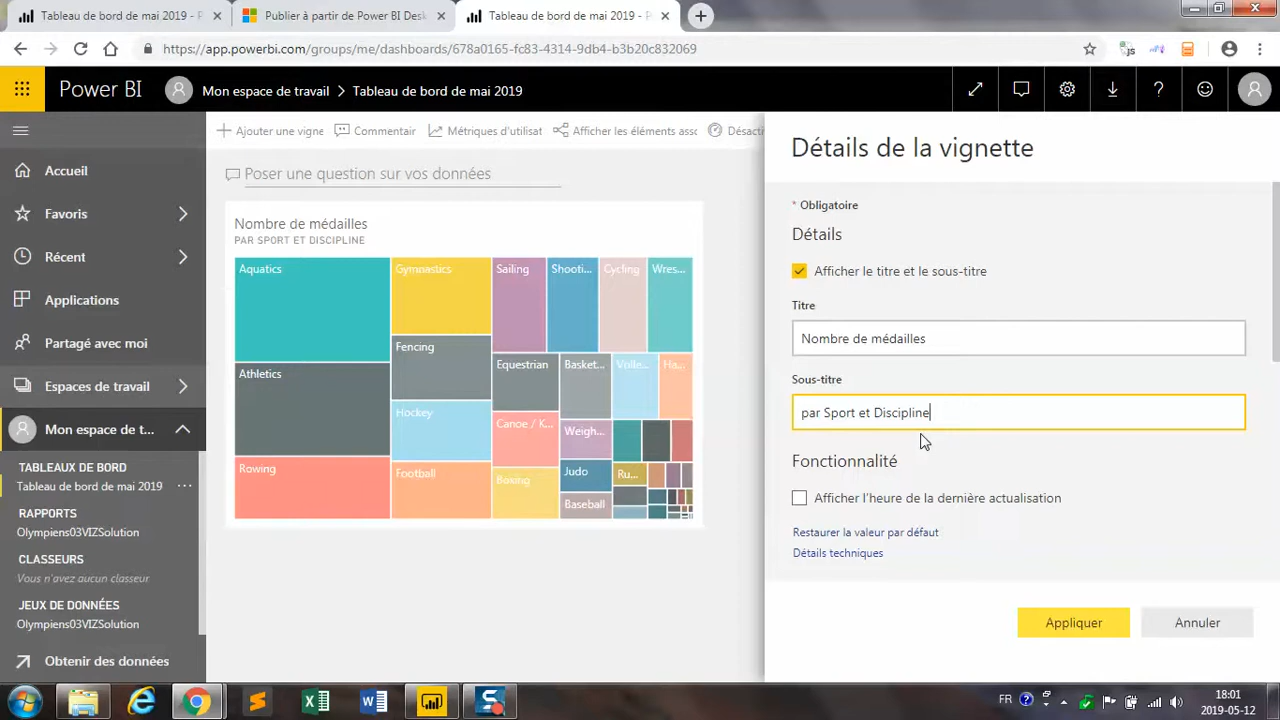 Tableau de bord de mai 2019 - P
Publier à partir de Power BI Desk
Tableau de bord de mai 2019 - P
https://app.powerbi.com/groups/me/dashboards/678a0165-fc83-4314-9db4-b3b20c832069
Power BI
Mon espace de travail > Tableau de bord de mai 2019
Accueil
Favoris
Récent
Applications
Partagé avec moi
Espaces de travail
Mon espace de t...
TABLEAUX DE BORD
Tableau de bord de mai 2019 ...
RAPPORTS
Olympiens03VIZSolution
CLASSEURS
Vous n'avez aucun classeur
JEUX DE DONNÉES
Olympiens03VIZSolution
Obtenir des données
Ajouter une vigne
Commentair
Métriques d'utilisat
Afficher les éléments asso
Désacti
Poser une question sur vos données
Nombre de médailles
PAR SPORT ET DISCIPLINE
Aquatics
Athletics
Rowing
Gymnastics
Fencing
Hockey
Football
Sailing
Shooti...
Cycling
Wres...
Equestrian
Canoe / K...
Boxing
Basket...
Volle...
Ha...
Weigh...
Judo
Baseball
Ru...
Détails de la vignette
* Obligatoire
Détails
Afficher le titre et le sous-titre
Titre
Nombre de médailles
Sous-titre
par Sport et Discipline
Fonctionnalité
Afficher l'heure de la dernière actualisation
Restaurer la valeur par défaut
Détails techniques
Appliquer
Annuler
FR
18:01
2019-05-12